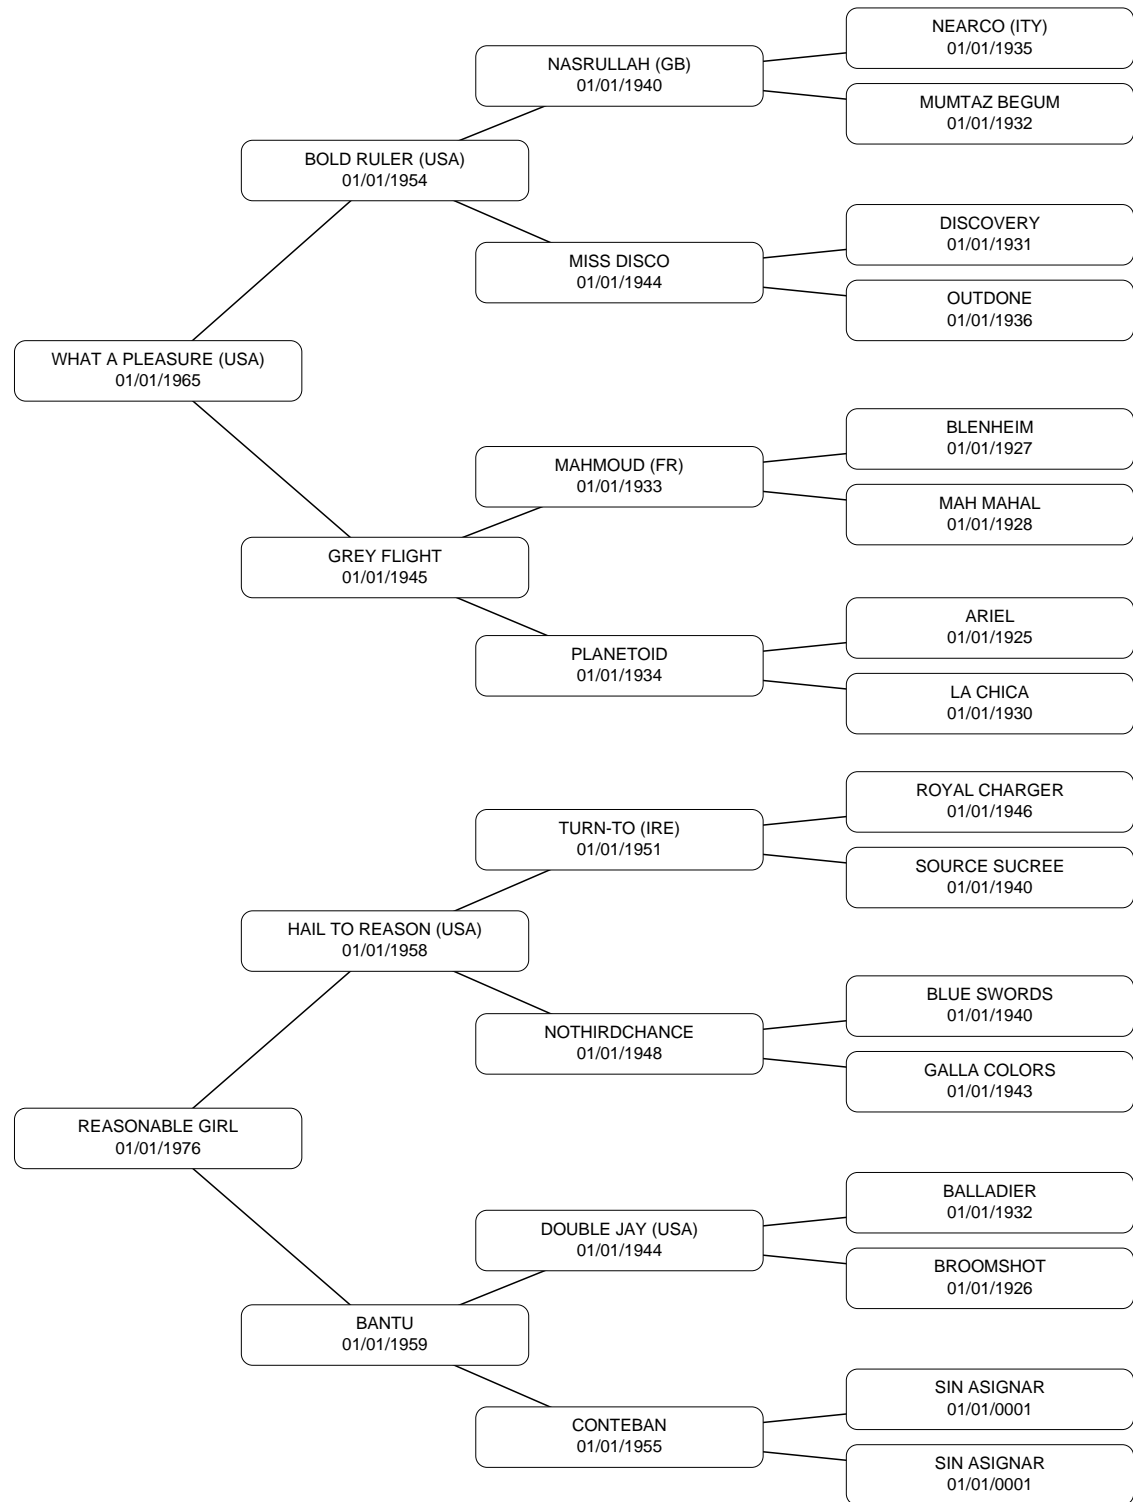 NEARCO (ITY)
01/01/1935
NASRULLAH (GB)
01/01/1940
MUMTAZ BEGUM
01/01/1932
BOLD RULER (USA)
01/01/1954
DISCOVERY
01/01/1931
MISS DISCO
01/01/1944
OUTDONE
01/01/1936
WHAT A PLEASURE (USA)
01/01/1965
BLENHEIM
01/01/1927
MAHMOUD (FR)
01/01/1933
MAH MAHAL
01/01/1928
GREY FLIGHT
01/01/1945
ARIEL
01/01/1925
PLANETOID
01/01/1934
LA CHICA
01/01/1930
ROYAL CHARGER
01/01/1946
TURN-TO (IRE)
01/01/1951
SOURCE SUCREE
01/01/1940
HAIL TO REASON (USA)
01/01/1958
BLUE SWORDS
01/01/1940
NOTHIRDCHANCE
01/01/1948
GALLA COLORS
01/01/1943
REASONABLE GIRL
01/01/1976
BALLADIER
01/01/1932
DOUBLE JAY (USA)
01/01/1944
BROOMSHOT
01/01/1926
BANTU
01/01/1959
SIN ASIGNAR
01/01/0001
CONTEBAN
01/01/1955
SIN ASIGNAR
01/01/0001